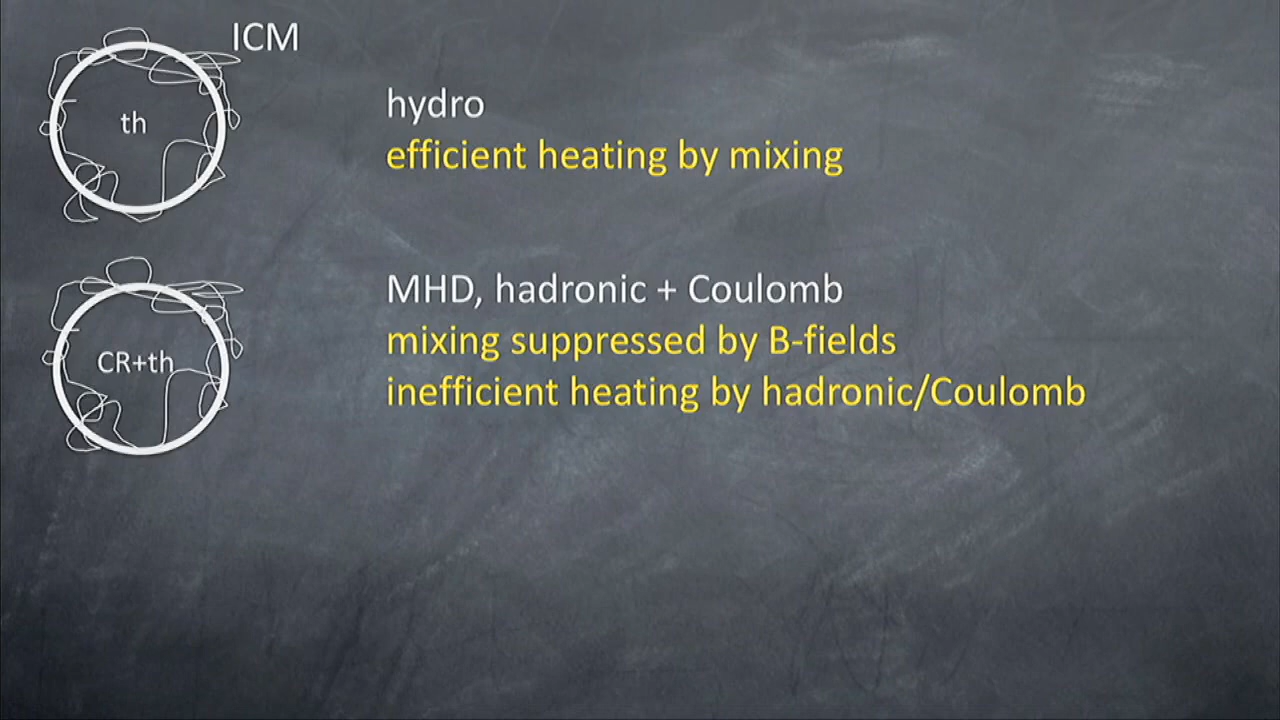 ICM
th
hydro
efficient heating by mixing
CR+th
MHD, hadronic + Coulomb
mixing suppressed by B-fields
inefficient heating by hadronic/Coulomb